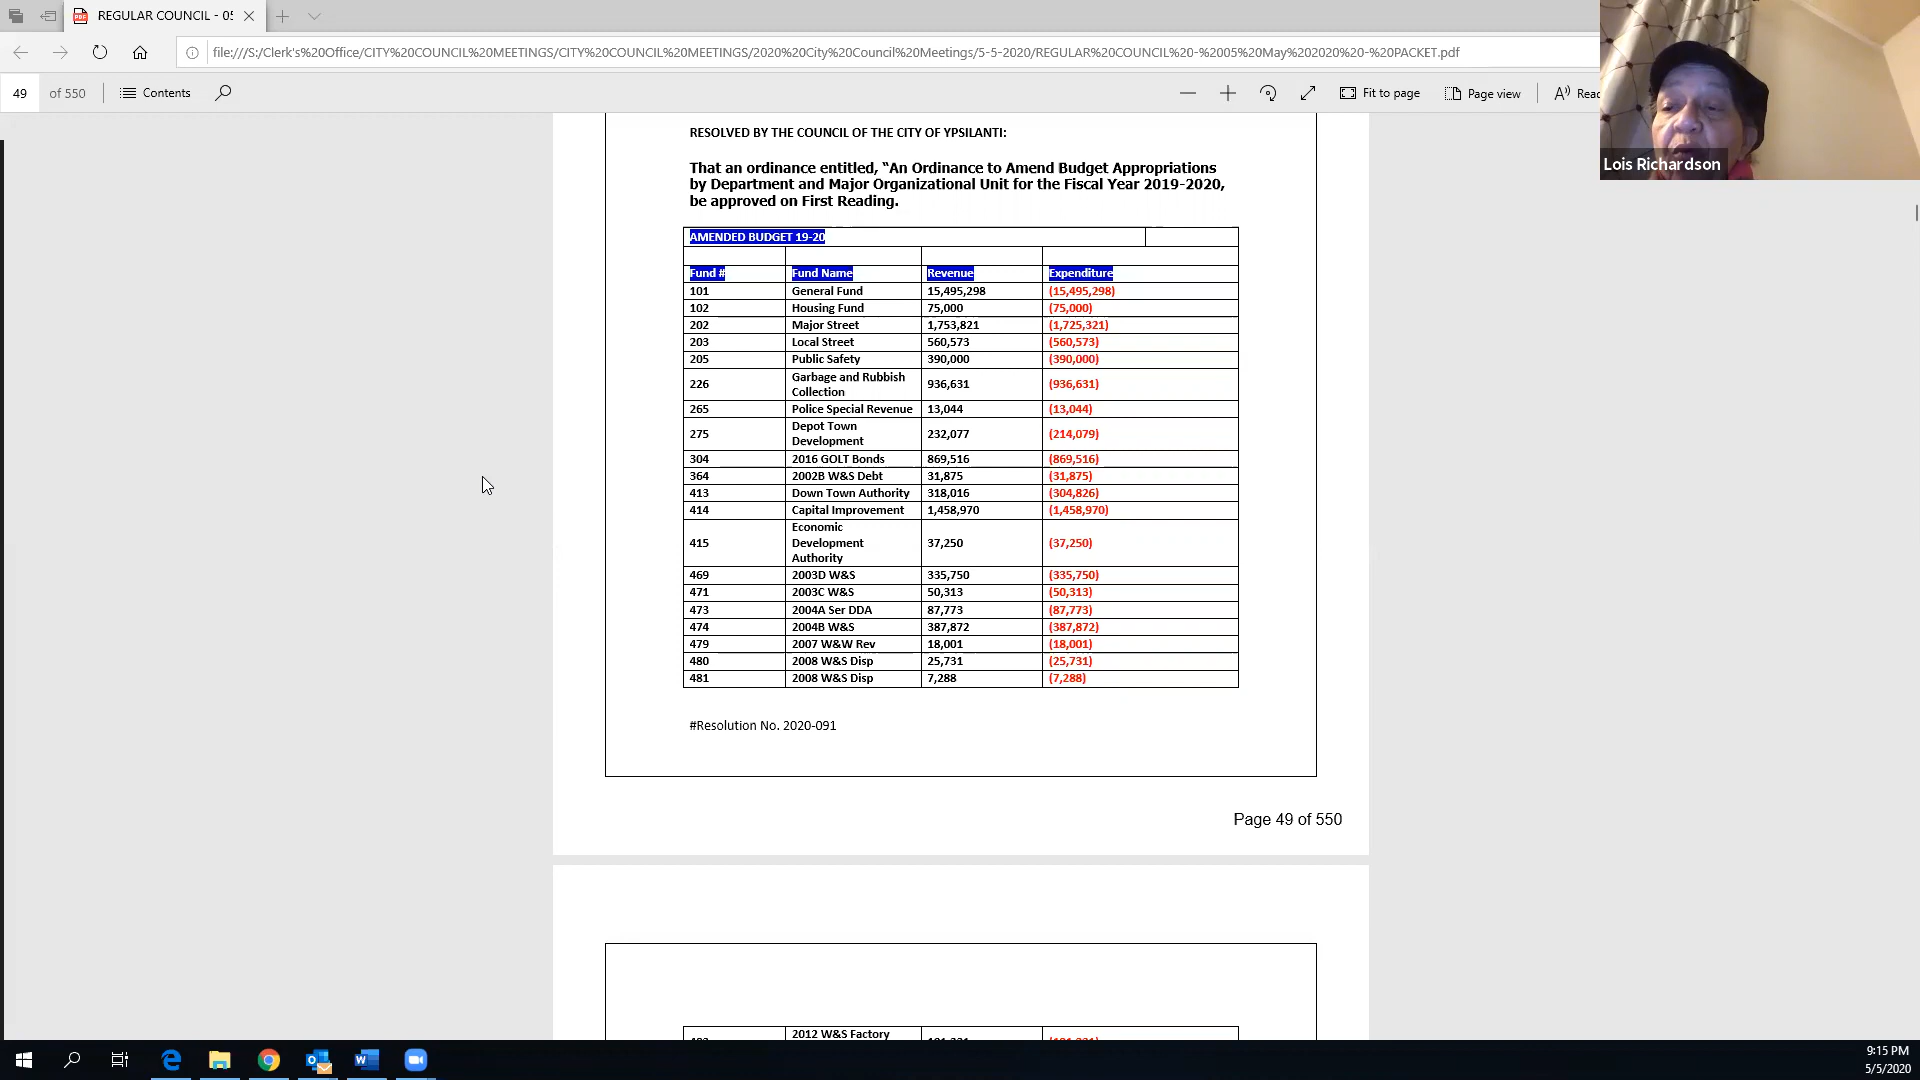 REGULAR COUNCIL - 05
file:///S:/Clerk's%20Office/CITY%20COUNCIL%20MEETINGS/CITY%20COUNCIL%20MEETINGS/2020%20City%20Council%20Meetings/5-5-2020/REGULAR%20COUNCIL%20-%2005%20May%202020%20-%20PACKET.pdf
49 of 550 Contents Fit to page Page view Read
Lois Richardson
RESOLVED BY THE COUNCIL OF THE CITY OF YPSILANTI:
That an ordinance entitled, “An Ordinance to Amend Budget Appropriations
by Department and Major Organizational Unit for the Fiscal Year 2019-2020,
be approved on First Reading.
AMENDED BUDGET 19-20
Fund # Fund Name Revenue Expenditure
101 General Fund 15,495,298 (15,495,298)
102 Housing Fund 75,000 (75,000)
202 Major Street 1,753,821 (1,725,321)
203 Local Street 560,573 (560,573)
205 Public Safety 390,000 (390,000)
226 Garbage and Rubbish
Collection 936,631 (936,631)
265 Police Special Revenue 13,044 (13,044)
275 Depot Town
Development 232,077 (214,079)
304 2016 GOLT Bonds 869,516 (869,516)
364 2002B W&S Debt 31,875 (31,875)
413 Down Town Authority 318,016 (304,826)
414 Capital Improvement 1,458,970 (1,458,970)
415 Economic
Development
Authority 37,250 (37,250)
469 2003D W&S 335,750 (335,750)
471 2003C W&S 50,313 (50,313)
473 2004A Ser DDA 87,773 (87,773)
474 2004B W&S 387,872 (387,872)
479 2007 W&W Rev 18,001 (18,001)
480 2008 W&S Disp 25,731 (25,731)
481 2008 W&S Disp 7,288 (7,288)
#Resolution No. 2020-091
Page 49 of 550
2012 W&S Factory
9:15 PM
5/5/2020